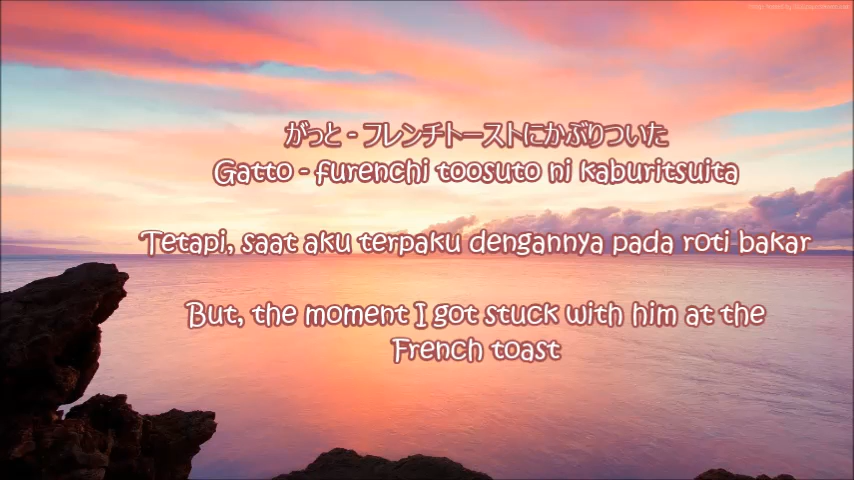 がっと - フレンチトーストにかぶりついた
Gatto - furenchi toosuto ni kaburitsuita
Tetapi, saat aku terpaku dengannya pada roti bakar
But, the moment I got stuck with him at the
French toast